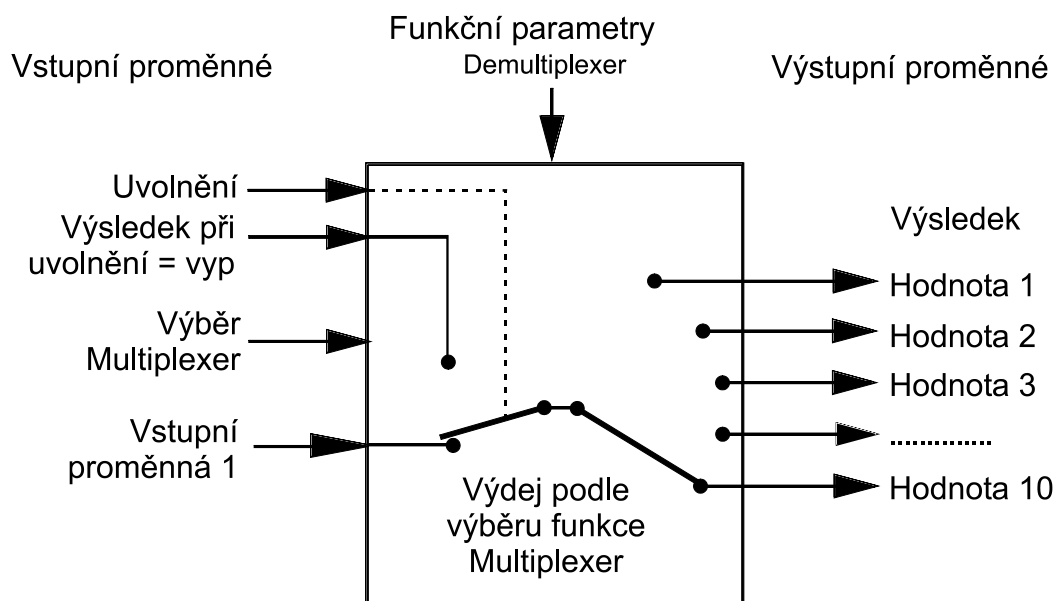 Funkční parametry
Demultiplexer
Vstupní proměnné
Výstupní proměnné
Uvolnění
Výsledek při
uvolnění = vyp
Výběr
Multiplexer
Vstupní
proměnná 1
Výdej podle
výběru funkce
Multiplexer
Výsledek
Hodnota 1
Hodnota 2
Hodnota 3
..............
Hodnota 10